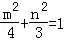 m²/4 + n²/3 = 1